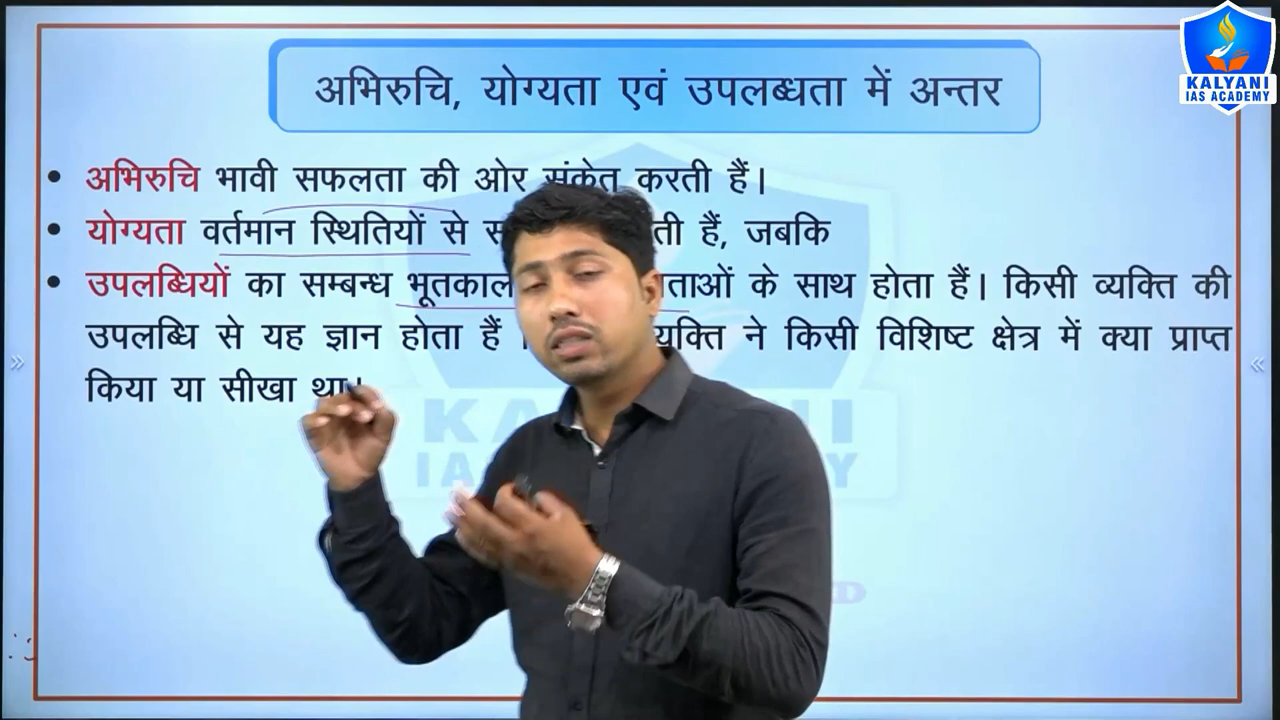 KALYANI
IAS ACADEMY
अभिरुचि, योग्यता एवं उपलब्धता में अन्तर
• अभिरुचि भावी सफलता की ओर संकेत करती हैं।
• योग्यता वर्तमान स्थितियों से हैं, जबकि
• उपलब्धियों का सम्बन्ध भूतकाल के साथ होता हैं। किसी व्यक्ति की
उपलब्धि से यह ज्ञान होता हैं व्यक्ति ने किसी विशिष्ट क्षेत्र में क्या प्राप्त
किया या सीखा था।